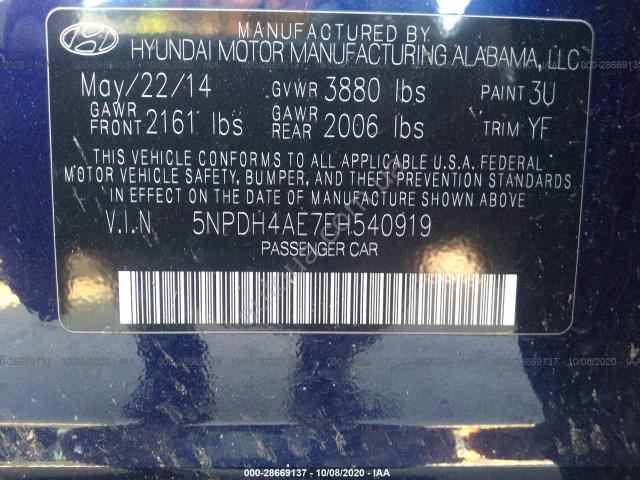 MANUFACTURED BY
HYUNDAI MOTOR MANUFACTURING ALABAMA, LLC
May/22/14 GVWR 3880 lbs PAINT 3U
GAWR FRONT 2161 lbs GAWR REAR 2006 lbs TRIM YF
THIS VEHICLE CONFORMS TO ALL APPLICABLE U.S.A. FEDERAL
MOTOR VEHICLE SAFETY, BUMPER, AND THEFT PREVENTION STANDARDS
IN EFFECT ON THE DATE OF MANUFACTURE SHOWN ABOVE.
V.I.N 5NPDH4AE7EH540919
PASSENGER CAR
000-28669137 - 10/08/2020 - IAA